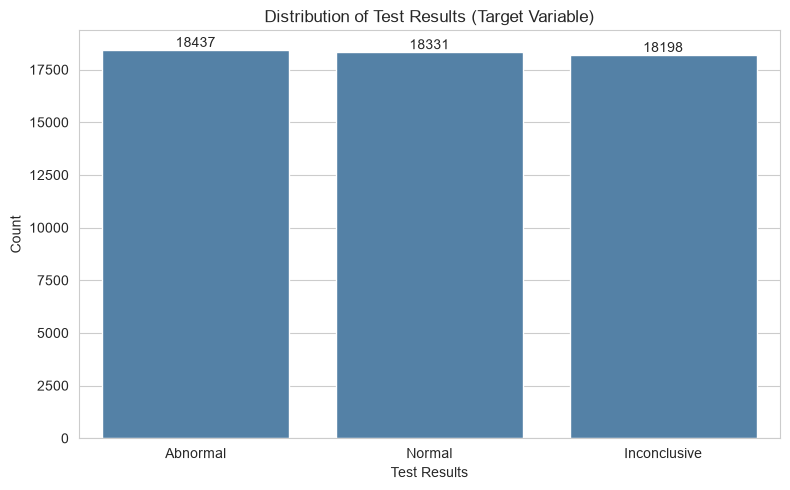 Distribution of Test Results (Target Variable)
18437
18331
18198
17500
15000
12500
10000
7500
5000
2500
0
Count
Abnormal
Normal
Inconclusive
Test Results